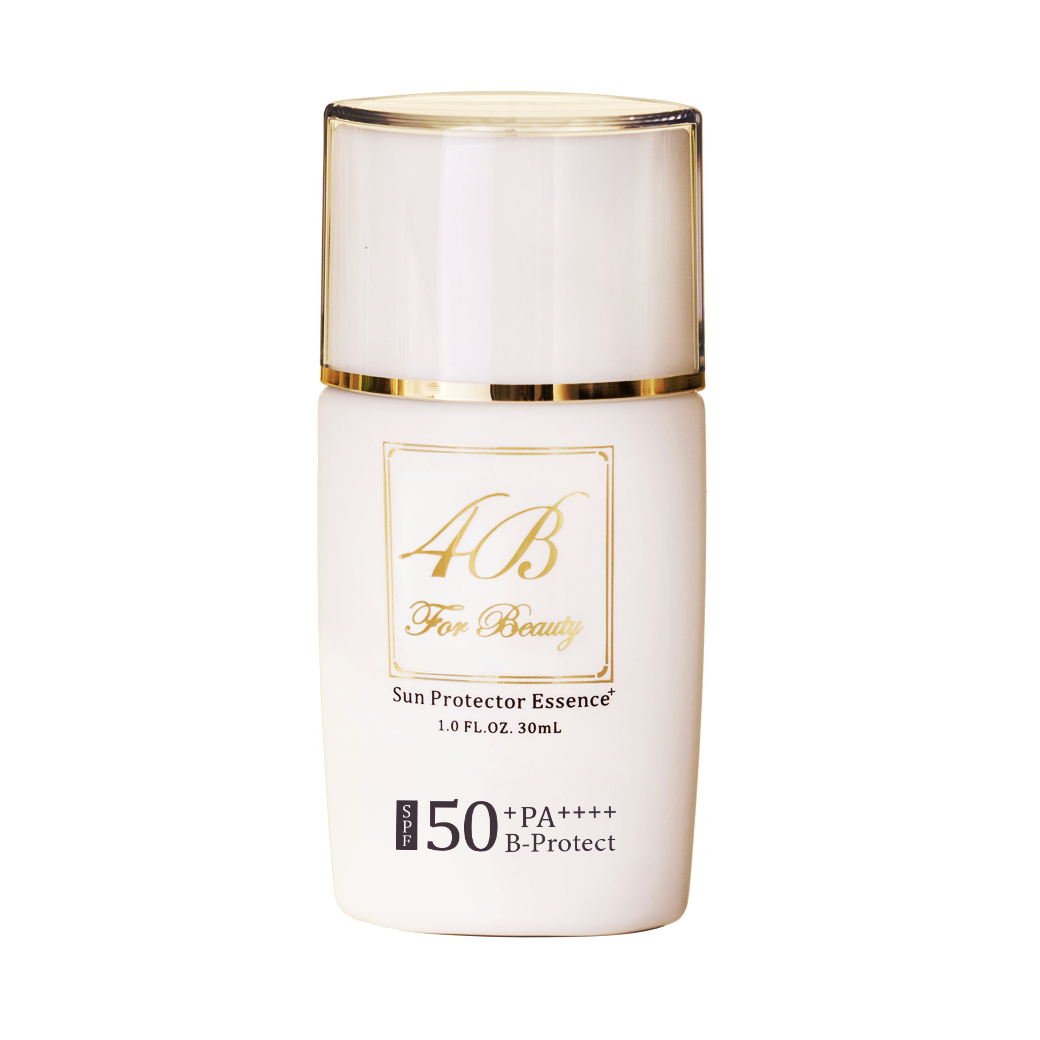 4B
For Beauty
Sun Protector Essence+
1.0 FL.OZ. 30mL
SPF 50+PA++++
B-Protect